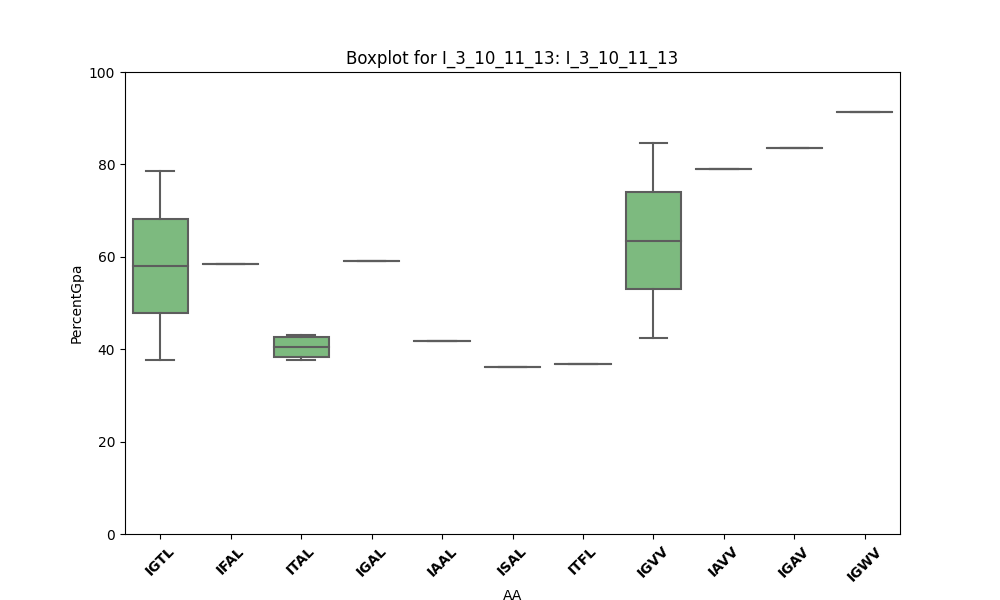 Boxplot for I_3_10_11_13: I_3_10_11_13
PercentGpa
100
80
60
40
20
0
IGTL IFAL ITAL IGAL IAAL ISAL ITFL IGVV IAVV IGAV IGWV
AA